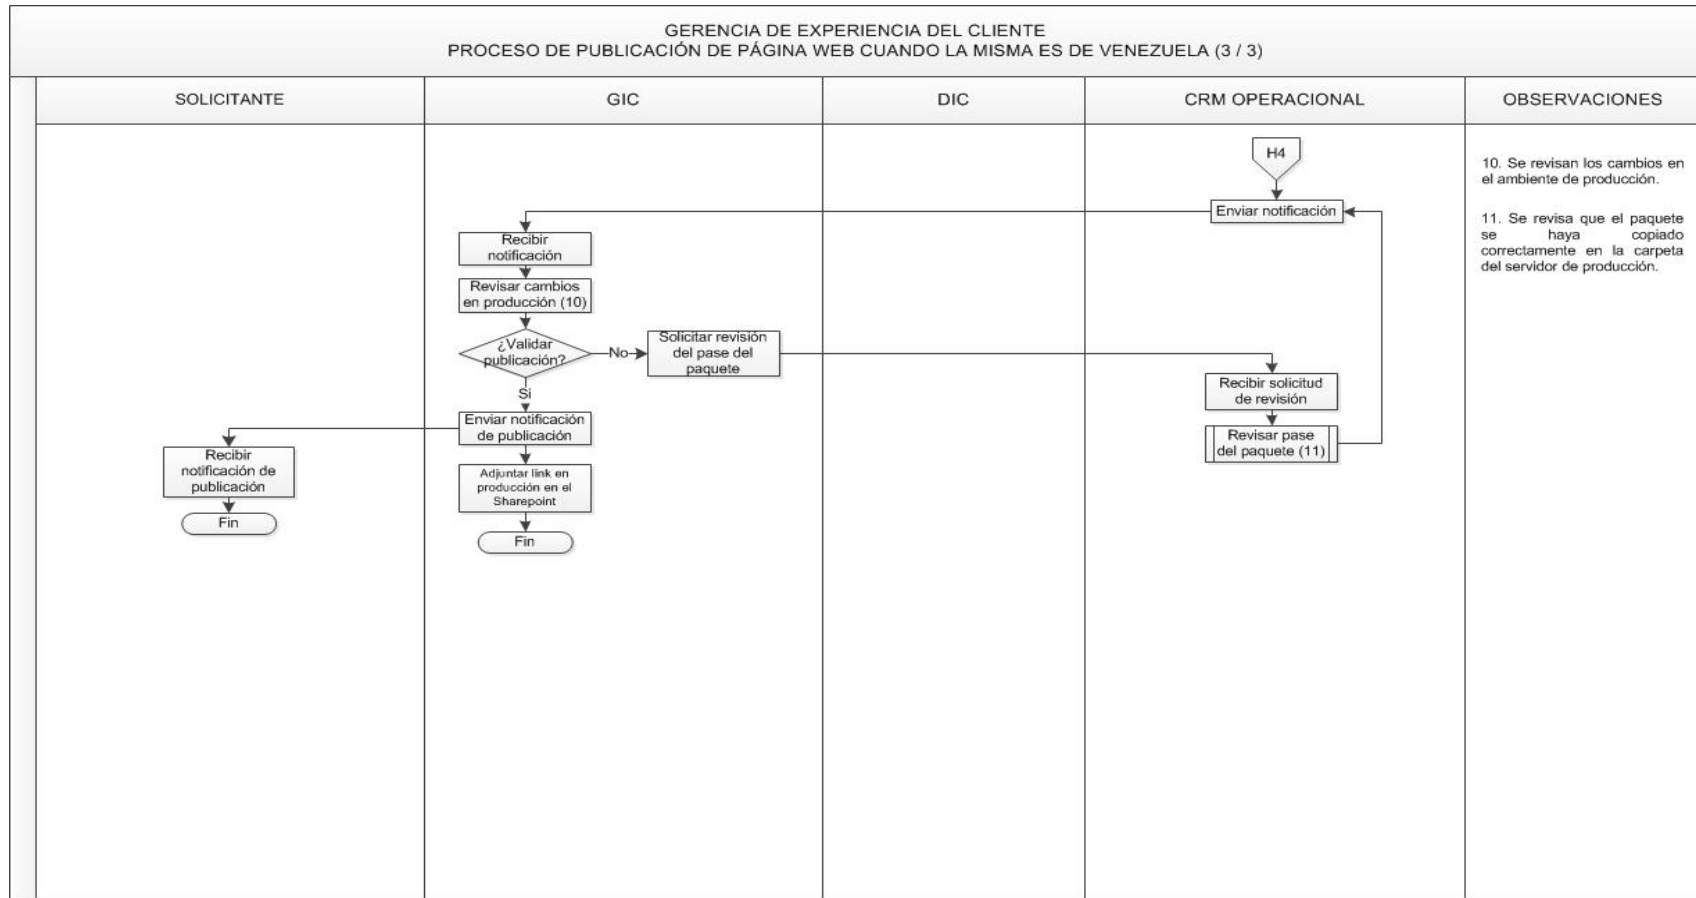 GERENCIA DE EXPERIENCIA DEL CLIENTE
PROCESO DE PUBLICACIÓN DE PÁGINA WEB CUANDO LA MISMA ES DE VENEZUELA (3 / 3)
SOLICITANTE
GIC
DIC
CRM OPERACIONAL
OBSERVACIONES
H4
Enviar notificación
Recibir
notificación
Revisar cambios
en producción (10)
¿Validar
publicación?
No
Solicitar revisión
del pase del
paquete
Si
Recibir solicitud
de revisión
Revisar pase
del paquete (11)
Enviar notificación
de publicación
Recibir
notificación de
publicación
Adjuntar link en
producción en el
Sharepoint
Fin
Fin
10. Se revisan los cambios en
el ambiente de producción.
11. Se revisa que el paquete
se haya copiado
correctamente en la carpeta
del servidor de producción.